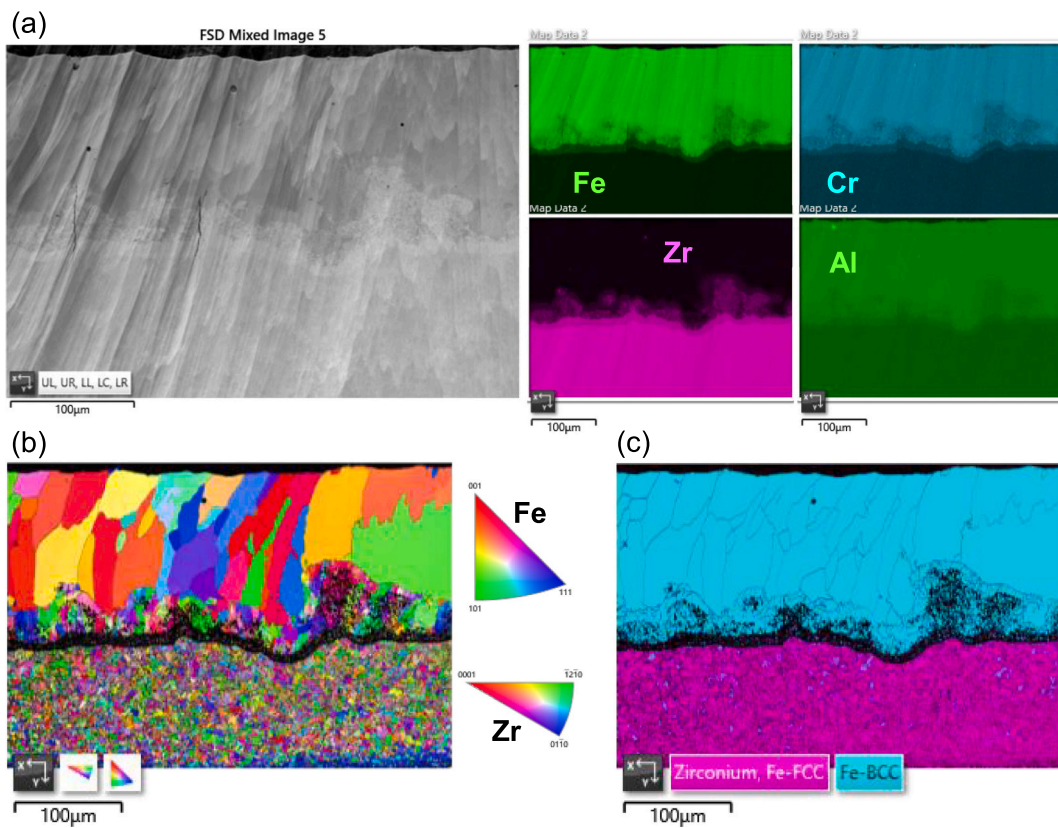 (a)
FSD Mixed Image 5
Map Data 2
Map Data 2
Fe
Cr
Map Data 2
Map Data 2
Zr
Al
X
Y
UL, UR, LL, LC, LR
100μm
X
Y
100μm
X
Y
100μm
(b)
(c)
001
Fe
101
111
0001
1̄21̄0
Zr
011̄0
X
Y
100μm
X
Y
Zirconium, Fe-FCC
Fe-BCC
100μm